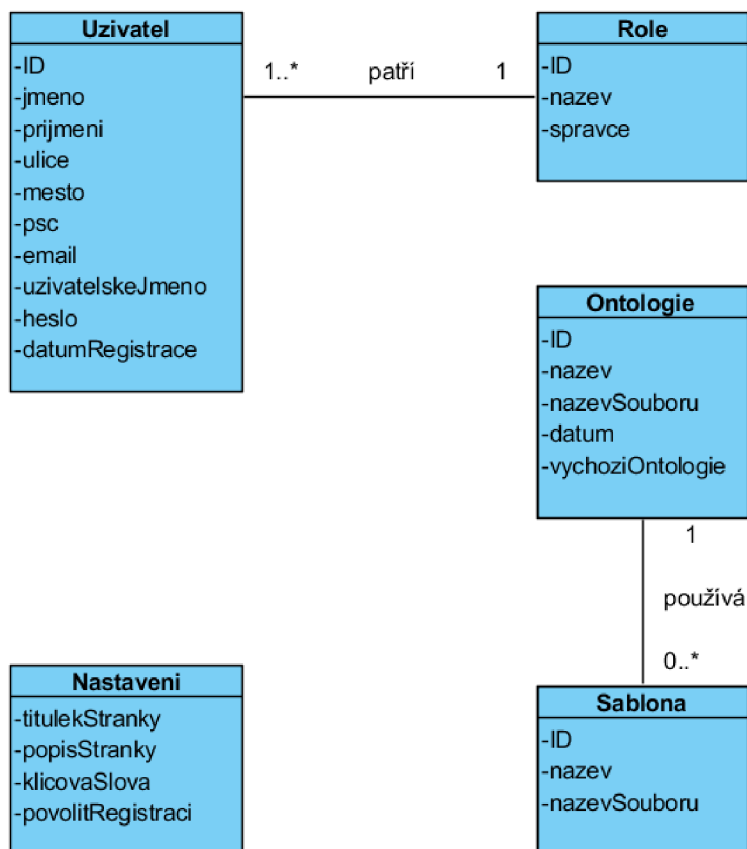 Uzivatel
-ID
-jmeno
-prijmeni
-ulice
-mesto
-psc
-email
-uzivatelskeJmeno
-heslo
-datumRegistrace
1..* patří 1
Role
-ID
-nazev
-spravce
Ontologie
-ID
-nazev
-nazevSouboru
-datum
-vychoziOntologie
1
používá
0..*
Nastaveni
-titulekStranky
-popisStranky
-klicovaSlova
-povolitRegistraci
Sablona
-ID
-nazev
-nazevSouboru